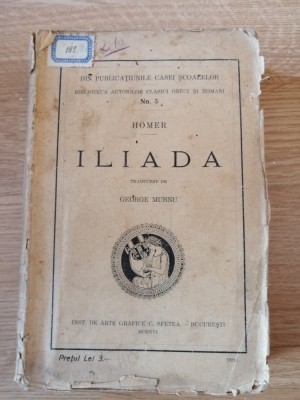 DIN PUBLICAȚIUNILE CASEI ȘCOALELOR
BIBLIOTECA AUTORILOR CLASICI GRECI ȘI ROMANI
No. 5
HOMER
ILIADA
TRADUCERE DE
GEORGE MURNU
INST. DE ARTE GRAFICE C. SFETEA. — BUCUREȘTI
Prețul Lei 3.—